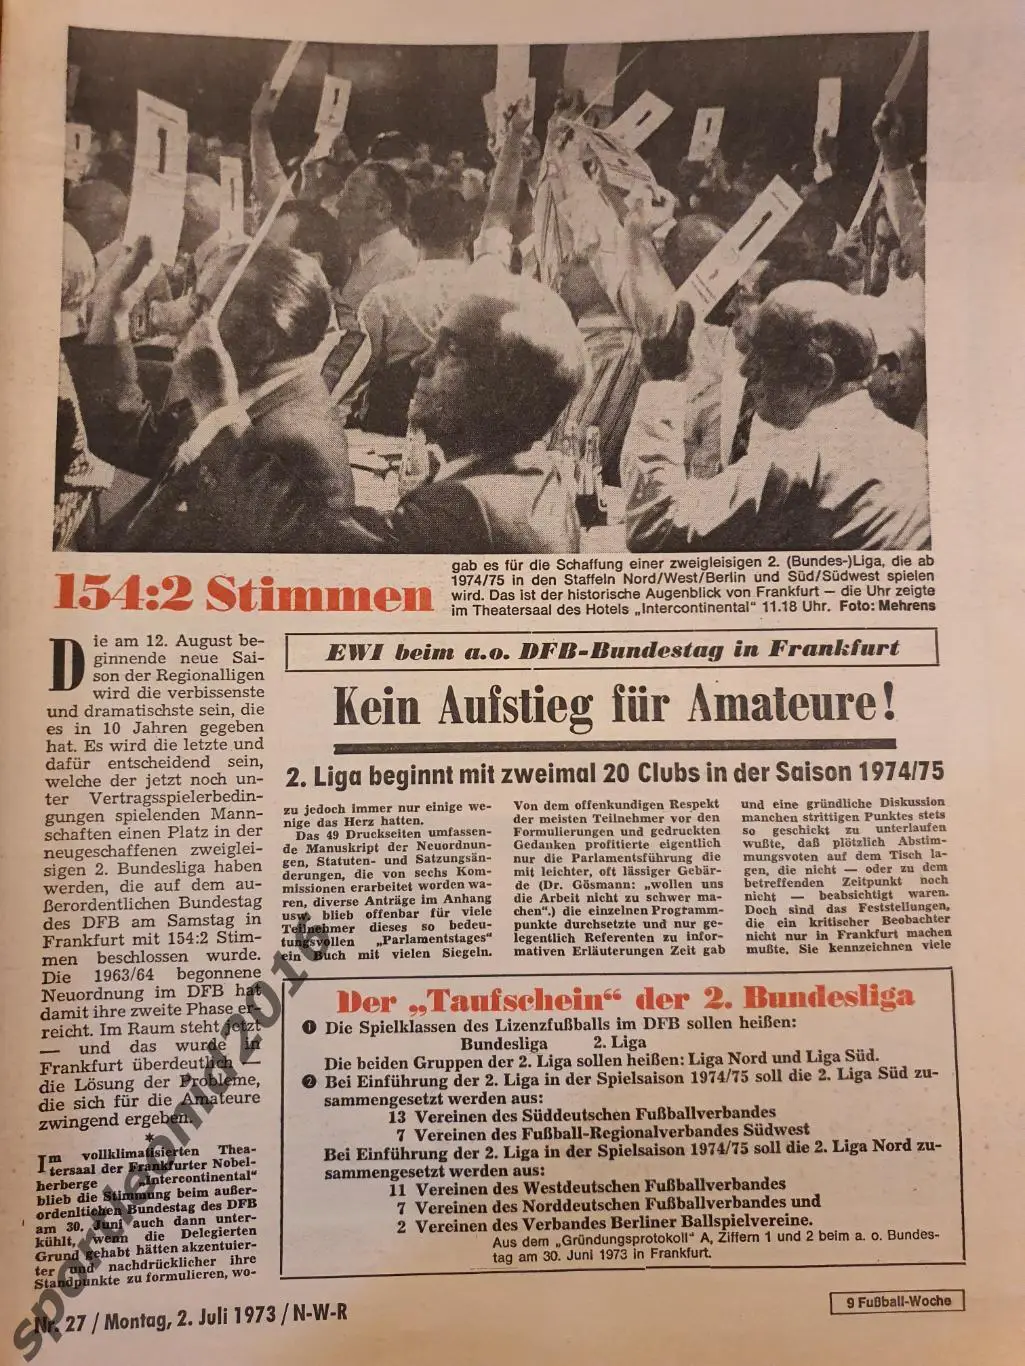 154:2 Stimmen
gab es für die Schaffung einer zweigleisigen 2. (Bundes-)Liga, die ab
1974/75 in den Staffeln Nord/West/Berlin und Süd/Südwest spielen
wird. Das ist der historische Augenblick von Frankfurt – die Uhr zeigte
im Theatersaal des Hotels „Intercontinental" 11.18 Uhr. Foto: Mehrens
Die am 12. August be-
ginnende neue Sai-
son der Regionalligen
wird die verbissenste
und dramatischste sein, die
es in 10 Jahren gegeben
hat. Es wird die letzte und
dafür entscheidend sein,
welche der jetzt noch un-
ter Vertragsspielerbedin-
gungen spielenden Mann-
schaften einen Platz in der
neugeschaffenen zweiglei-
sigen 2. Bundesliga haben
werden, die auf dem au-
ßerordentlichen Bundestag
des DFB am Samstag in
Frankfurt mit 154:2 Stim-
men beschlossen wurde.
Die 1963/64 begonnene
Neuordnung im DFB hat
damit ihre zweite Phase er-
reicht. Im Raum steht jetzt
— und das wurde in
Frankfurt überdeutlich —
die Lösung der Probleme,
die sich für die Amateure
zwingend ergeben.
*
Im vollklimatisierten Thea-
tersaal der Frankfurter Nobel-
herberge „Intercontinental"
blieb die Stimmung beim außer-
ordenltichen Bundestag des DFB
am 30. Juni auch dann unter-
kühlt, wenn die Delegierten
Grund gehabt hätten akzentuier-
ter und nachdrücklicher ihre
Standpunkte zu formulieren, wo-
EWI beim a.o. DFB-Bundestag in Frankfurt
Kein Aufstieg für Amateure!
2. Liga beginnt mit zweimal 20 Clubs in der Saison 1974/75
zu jedoch immer nur einige we-
nige das Herz hatten.
Das 49 Druckseiten umfassen-
de Manuskript der Neuordnun-
gen, Statuten- und Satzungsän-
derungen, die von sechs Kom-
missionen erarbeitet worden wa-
ren, diverse Anträge im Anhang
usw. blieb offenbar für viele
Teilnehmer dieses so bedeu-
tungsvollen „Parlamentstages"
ein Buch mit vielen Siegeln.
Von dem offenkundigen Respekt
der meisten Teilnehmer vor den
Formulierungen und gedruckten
Gedanken profitierte eigentlich
nur die Parlamentsführung die
mit leichter, oft lässiger Gebär-
de (Dr. Gösmann: „wollen uns
die Arbeit nicht zu schwer ma-
chen".) die einzelnen Programm-
punkte durchsetzte und nur ge-
legentlich Referenten zu infor-
mativen Erläuterungen Zeit gab
und eine gründliche Diskussion
manchen strittigen Punktes stets
so geschickt zu unterlaufen
wußte, daß plötzlich Abstim-
mungsvoten auf dem Tisch la-
gen, die nicht — oder zu dem
betreffenden Zeitpunkt noch
nicht — beabsichtigt waren.
Doch sind das Feststellungen,
die ein kritischer Beobachter
nicht nur in Frankfurt machen
mußte. Sie kennzeichnen viele
Der „Taufschein" der 2. Bundesliga
1 Die Spielklassen des Lizenzfußballs im DFB sollen heißen:
Bundesliga 2. Liga
Die beiden Gruppen der 2. Liga sollen heißen: Liga Nord und Liga Süd.
2 Bei Einführung der 2. Liga in der Spielsaison 1974/75 soll die 2. Liga Süd zu-
sammengesetzt werden aus:
13 Vereinen des Süddeutschen Fußballverbandes
7 Vereinen des Fußball-Regionalverbandes Südwest
Bei Einführung der 2. Liga in der Spielsaison 1974/75 soll die 2. Liga Nord zu-
sammengesetzt werden aus:
11 Vereinen des Westdeutschen Fußballverbandes
7 Vereinen des Norddeutschen Fußballverbandes und
2 Vereinen des Verbandes Berliner Ballspielvereine.
Aus dem „Gründungsprotokoll" A, Ziffern 1 und 2 beim a. o. Bundes-
tag am 30. Juni 1973 in Frankfurt.
Nr. 27 / Montag, 2. Juli 1973 / N-W-R
9 Fußball-Woche
sportisomid2016